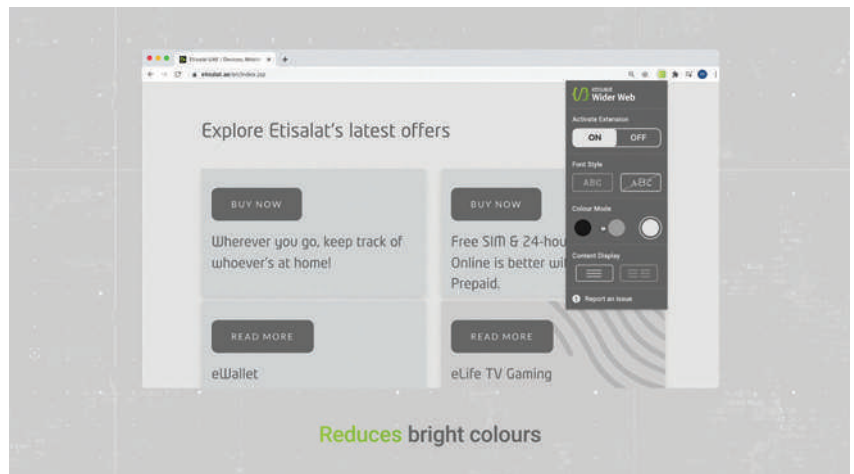 Etisalat UAE | Devices, Mobile
etisalat.ae/en/index.jsp
etisalat
Wider Web
Activate Extension
ON OFF
Font Style
ABC ABC
Colour Mode
Content Display
Report an issue
Explore Etisalat's latest offers
BUY NOW
Wherever you go, keep track of
whoever's at home!
BUY NOW
Free SIM & 24-hou
Online is better wi
Prepaid.
READ MORE
eWallet
READ MORE
eLife TV Gaming
Reduces bright colours